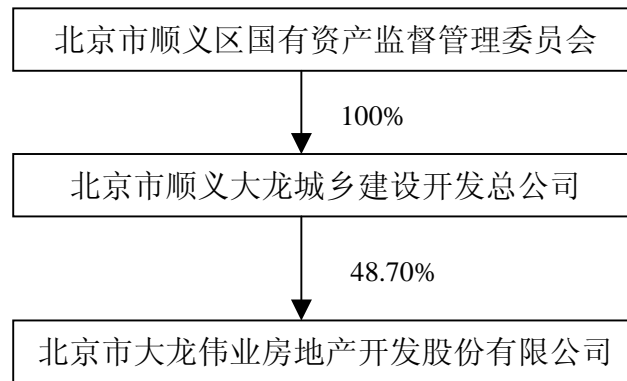 北京市顺义区国有资产监督管理委员会
100%
北京市顺义大龙城乡建设开发总公司
48.70%
北京市大龙伟业房地产开发股份有限公司